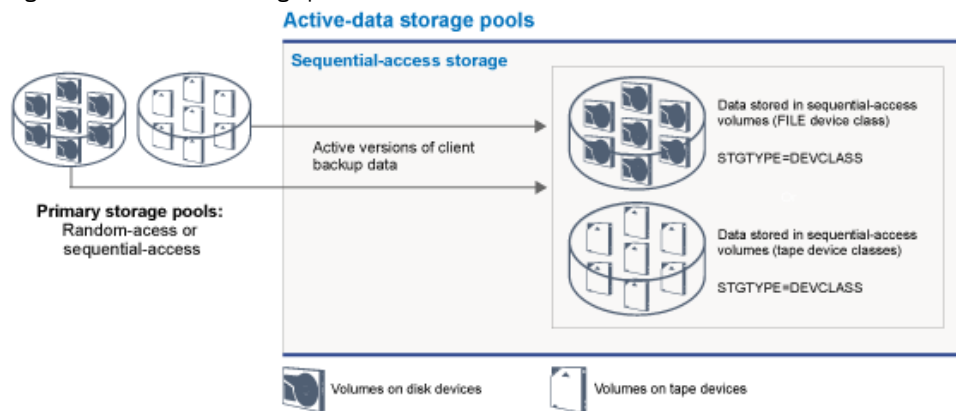 Active-data storage pools
Sequential-access storage
Data stored in sequential-access
volumes (FILE device class)
STGTYPE=DEVCLASS
Active versions of client
backup data
Primary storage pools:
Random-acess or
sequential-access
Data stored in sequential-access
volumes (tape device classes)
STGTYPE=DEVCLASS
Volumes on disk devices
Volumes on tape devices